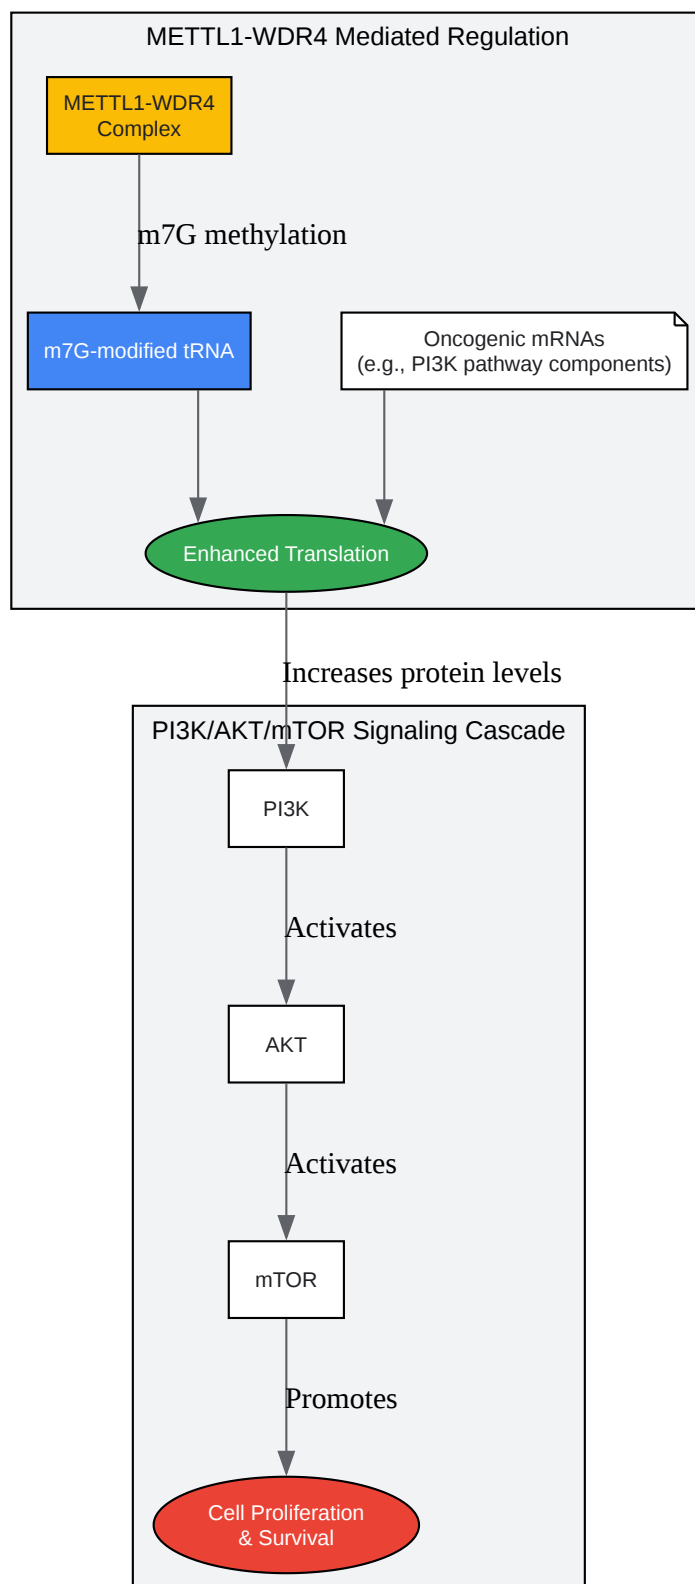 METTL1-WDR4 Mediated Regulation
METTL1-WDR4
Complex
m7G methylation
m7G-modified tRNA
Oncogenic mRNAs
(e.g., PI3K pathway components)
Enhanced Translation
Increases protein levels
PI3K/AKT/mTOR Signaling Cascade
PI3K
Activates
AKT
Activates
mTOR
Promotes
Cell Proliferation
& Survival